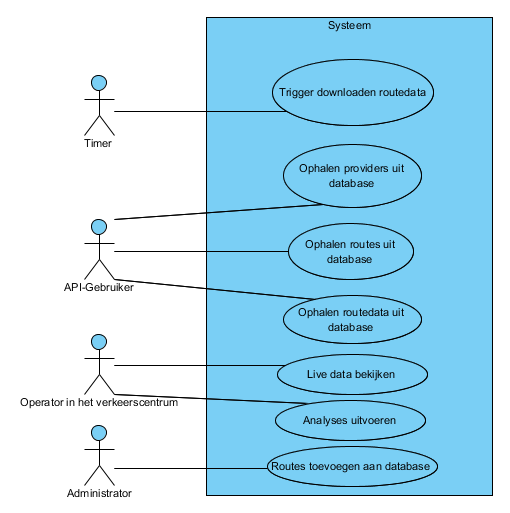 Systeem
Trigger downloaden routedata
Timer
Ophalen providers uit
database
Ophalen routes uit
database
API-Gebruiker
Ophalen routedata uit
database
Live data bekijken
Operator in het verkeerscentrum
Analyses uitvoeren
Routes toevoegen aan database
Administrator